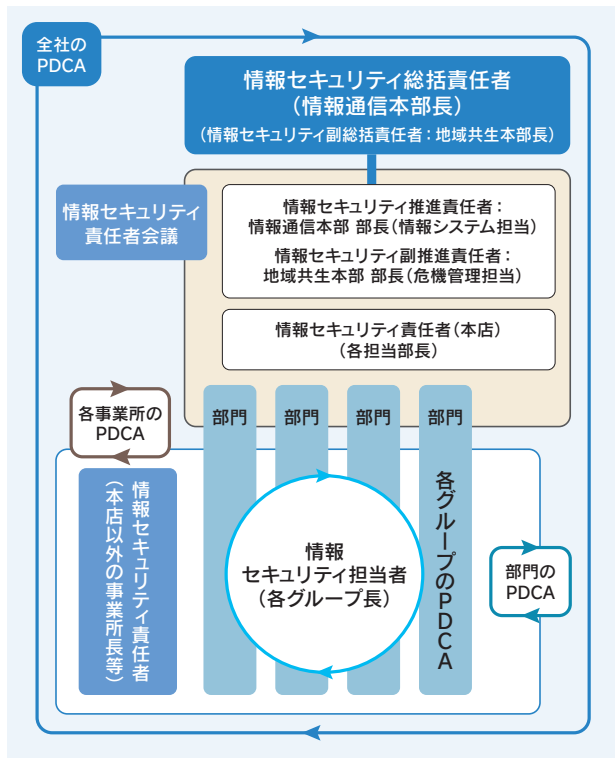 全社の
PDCA
情報セキュリティ総括責任者
(情報通信本部長)
(情報セキュリティ副総括責任者:地域共生本部長)
情報セキュリティ
責任者会議
情報セキュリティ推進責任者:
情報通信本部 部長(情報システム担当)
情報セキュリティ副推進責任者:
地域共生本部 部長(危機管理担当)
情報セキュリティ責任者(本店)
(各担当部長)
各事業所の
PDCA
部門
部門
部門
部門
情報セキュリティ責任者
(本店以外の事業所長等)
情報
セキュリティ担当者
(各グループ長)
各グループのPDCA
部門の
PDCA